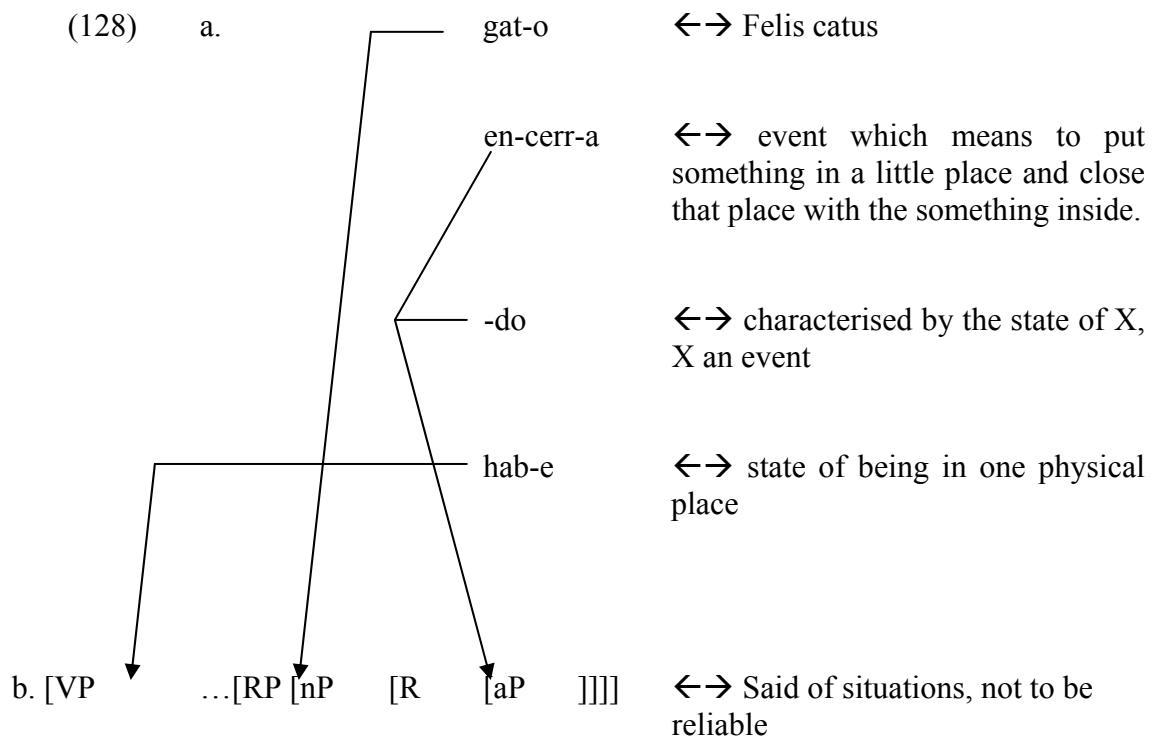 (128) a. gat-o ←→ Felis catus
en-cerr-a ←→ event which means to put
something in a little place and close
that place with the something inside.
-do ←→ characterised by the state of X,
X an event
hab-e ←→ state of being in one physical
place
b. [VP …[RP [nP [R [aP ]]]] ←→ Said of situations, not to be
reliable